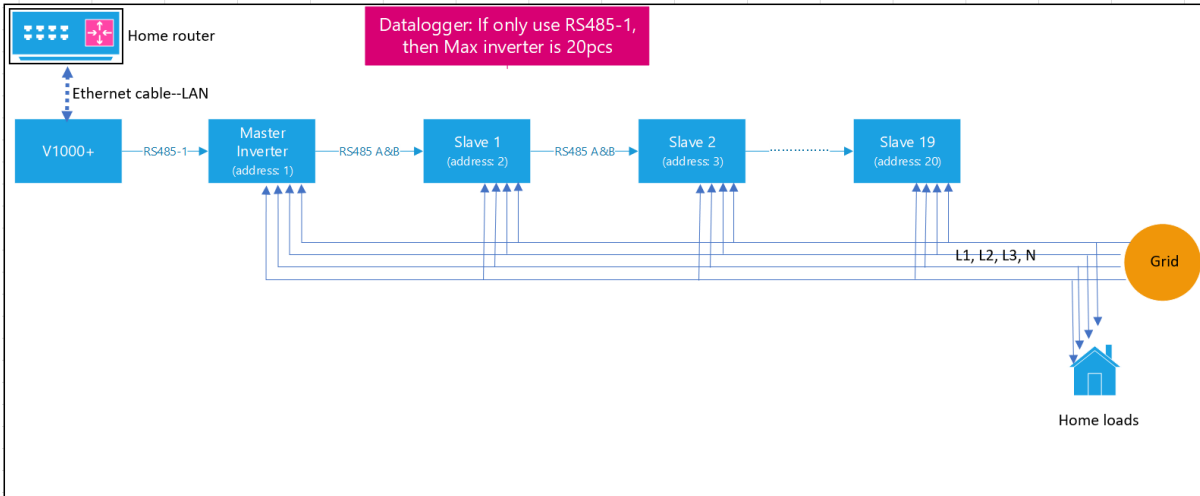 Home router
Datalogger: If only use RS485-1,
then Max inverter is 20pcs
Ethernet cable--LAN
V1000+
RS485-1
Master
Inverter
(address: 1)
RS485 A&B
Slave 1
(address: 2)
RS485 A&B
Slave 2
(address: 3)
Slave 19
(address: 20)
L1, L2, L3, N
Grid
Home loads